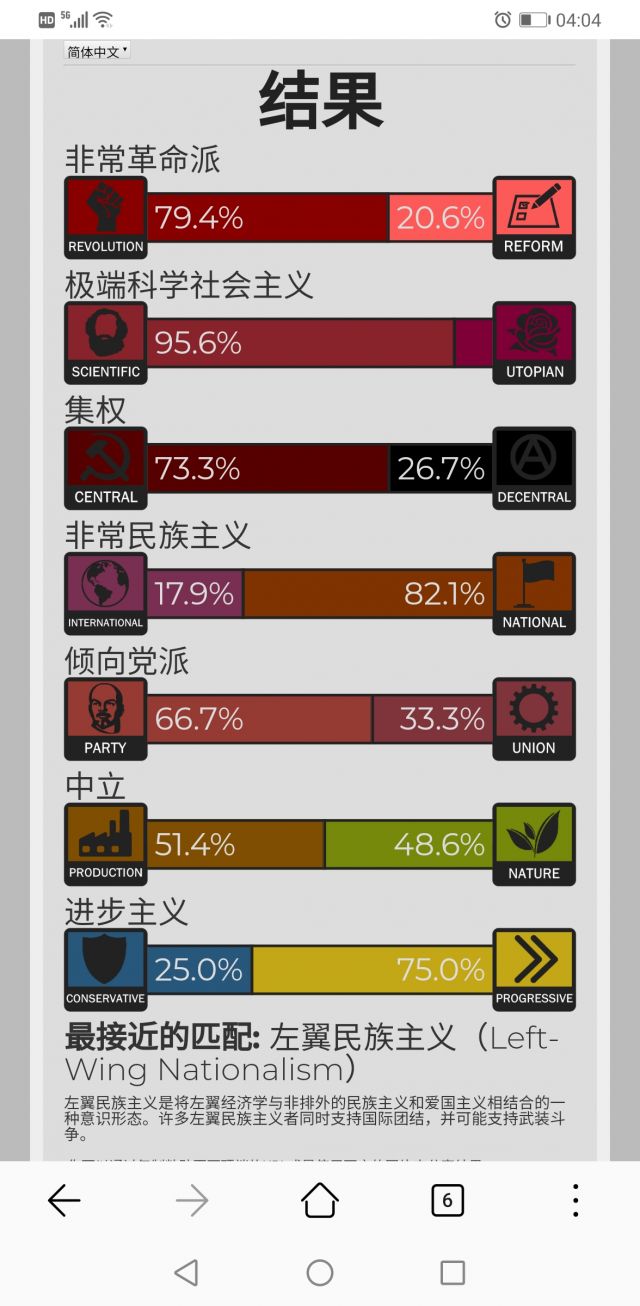 HD 5G 04:04
简体中文
结果
非常革命派
79.4% 20.6%
REVOLUTION REFORM
极端科学社会主义
95.6%
SCIENTIFIC UTOPIAN
集权
73.3% 26.7%
CENTRAL DECENTRAL
非常民族主义
17.9% 82.1%
INTERNATIONAL NATIONAL
倾向党派
66.7% 33.3%
PARTY UNION
中立
51.4% 48.6%
PRODUCTION NATURE
进步主义
25.0% 75.0%
CONSERVATIVE PROGRESSIVE
最接近的匹配: 左翼民族主义（Left-
Wing Nationalism）
左翼民族主义是将左翼经济学与非排外的民族主义和爱国主义相结合的一
种意识形态。许多左翼民族主义者同时支持国际团结，并可能支持武装斗
争。
6